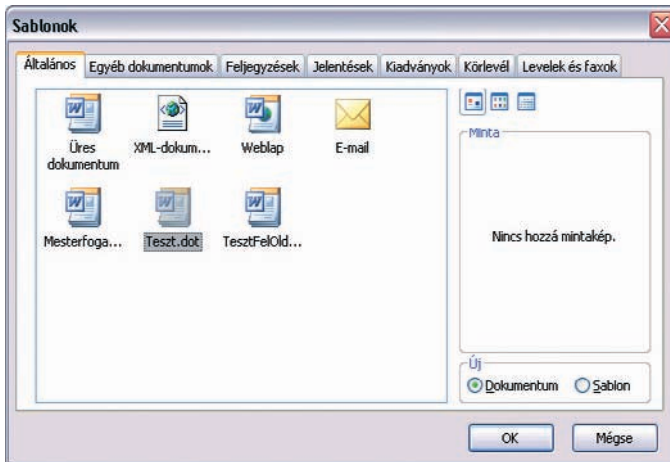 Sablonok
Általános Egyéb dokumentumok Feljegyzések Jelentések Kiadványok Körlevél Levelek és faxok
Üres dokumentum
XML-dokum...
Weblap
E-mail
Mesterfoga...
Teszt.dot
TesztFelOld...
Minta
Nincs hozzá mintakép.
Új
Dokumentum Sablon
OK Mégse